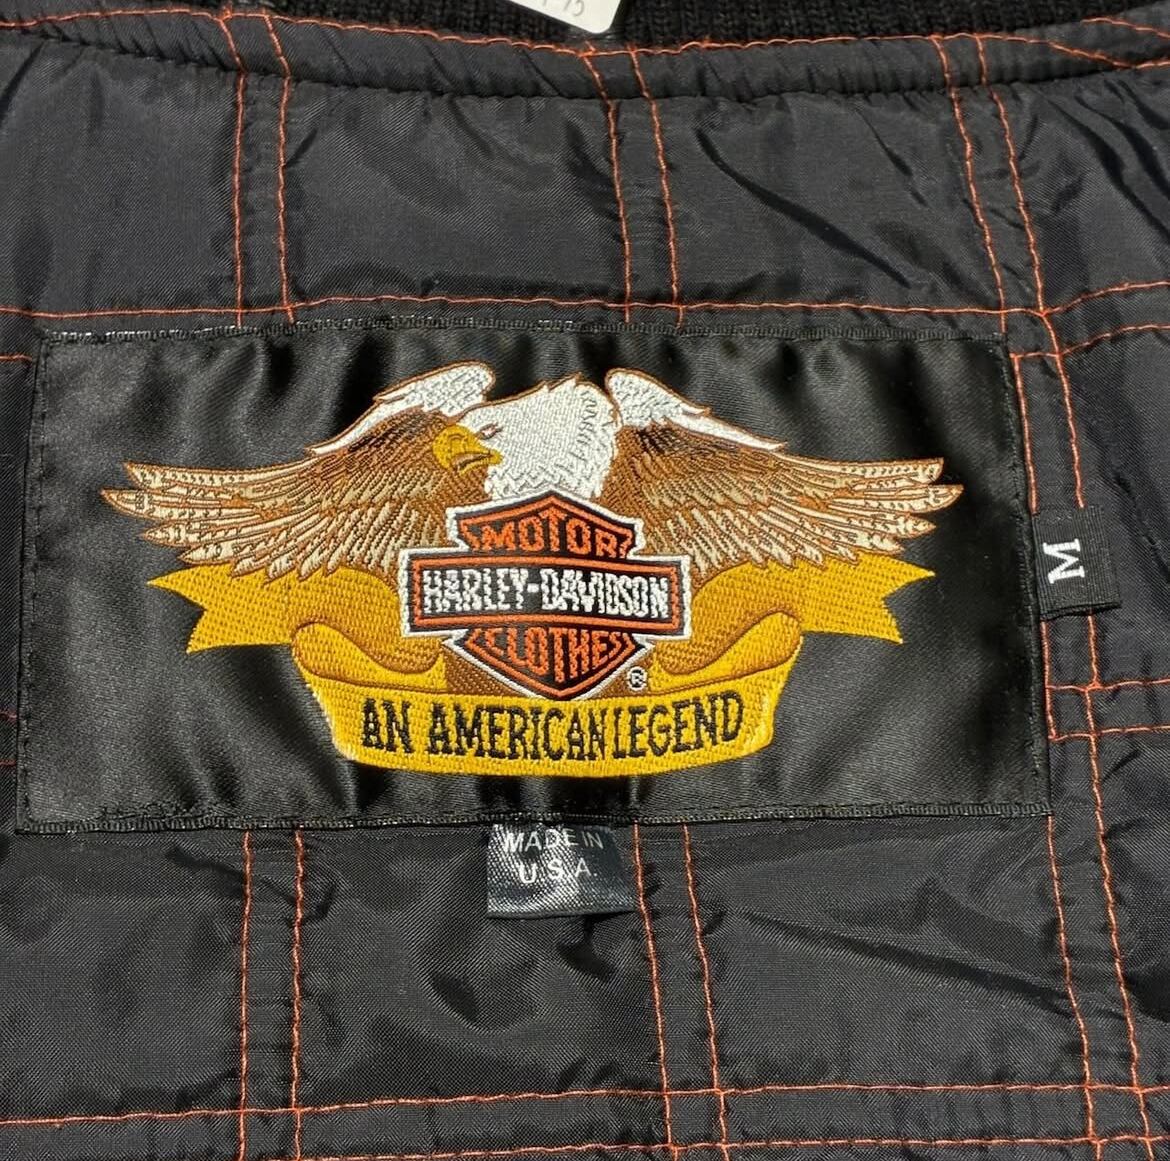 MOTOR
HARLEY-DAVIDSON
CLOTHES
®
AN AMERICAN LEGEND
M
MADE IN
U.S.A.